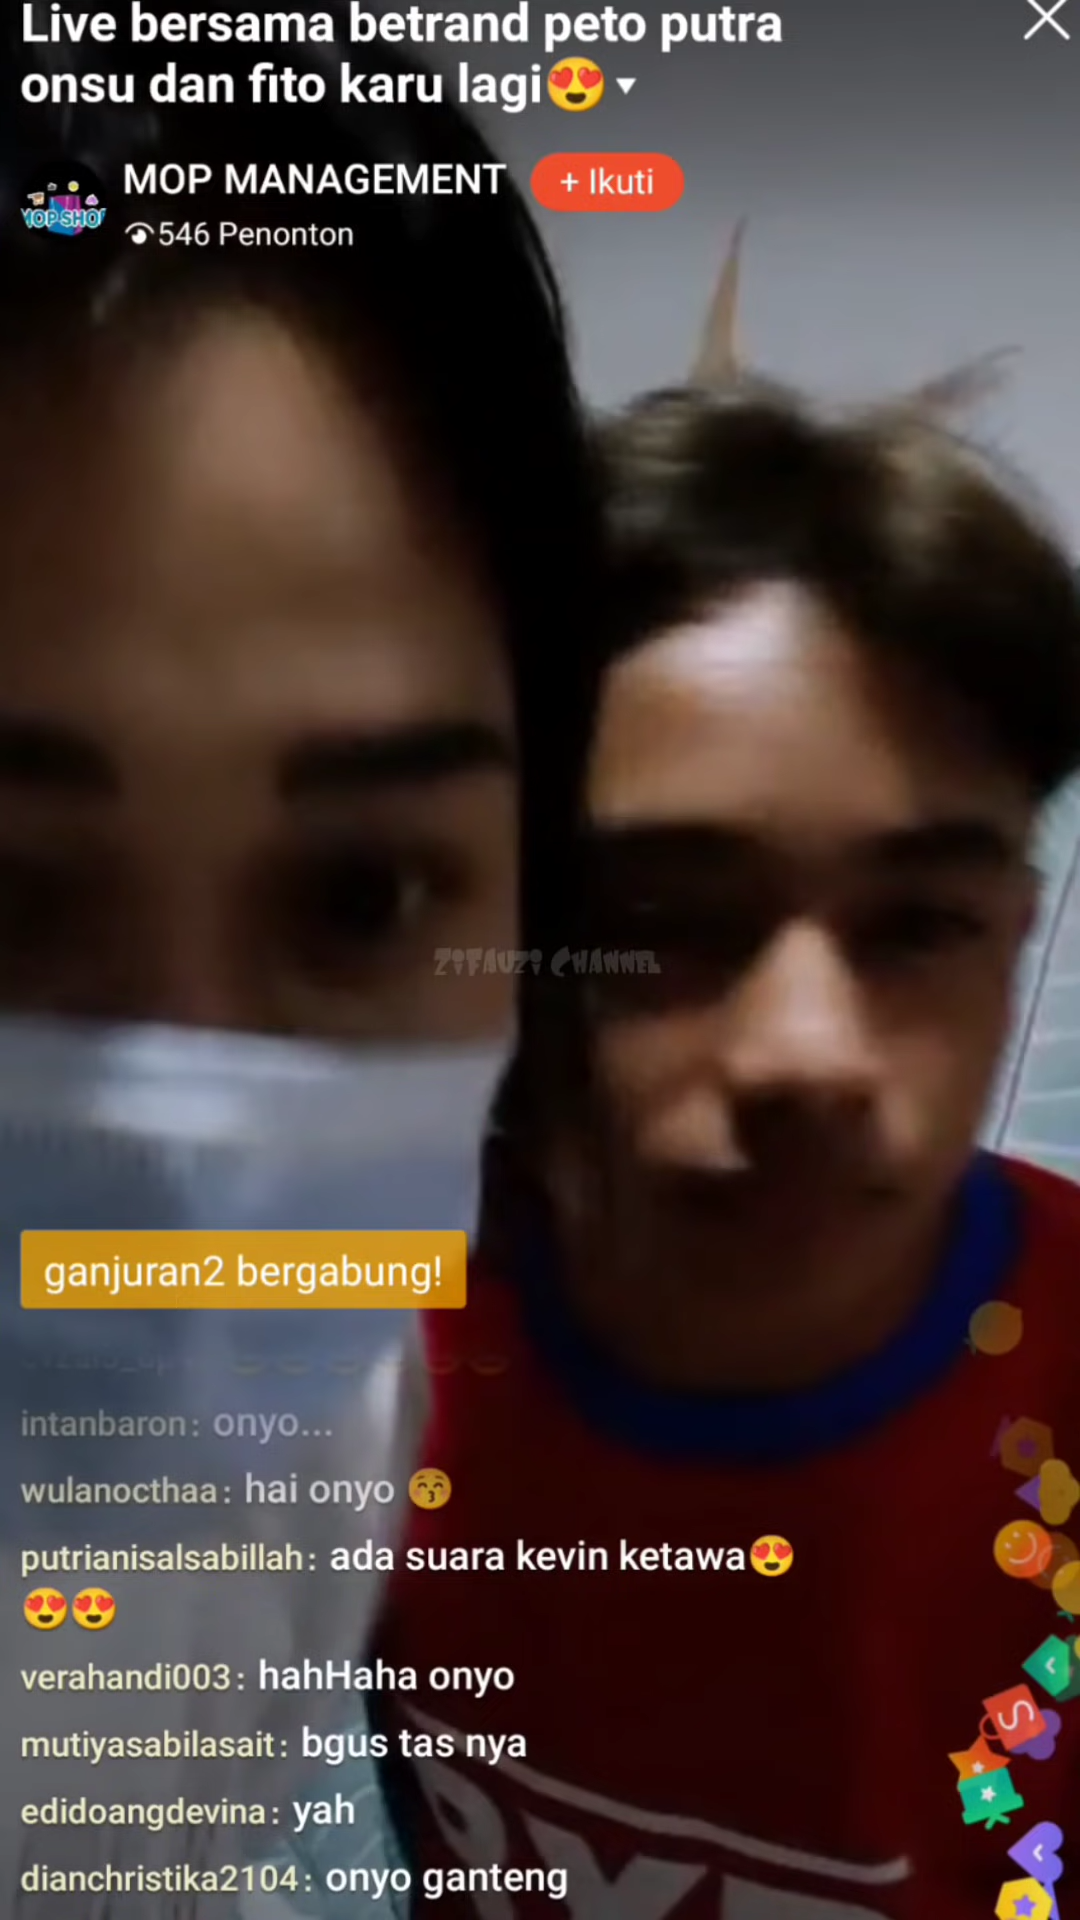 Live bersama betrand peto putra
onsu dan fito karu lagi😍
MOP MANAGEMENT
+ Ikuti
MOP SHOP
546 Penonton
ZiFauzi Channel
ganjuran2 bergabung!
intanbaron: onyo...
wulanocthaa: hai onyo 😚
putrianisalsabillah: ada suara kevin ketawa😍
😍😍
verahandi003: hahHaha onyo
mutiyasabilasait: bgus tas nya
edidoangdevina: yah
dianchristika2104: onyo ganteng